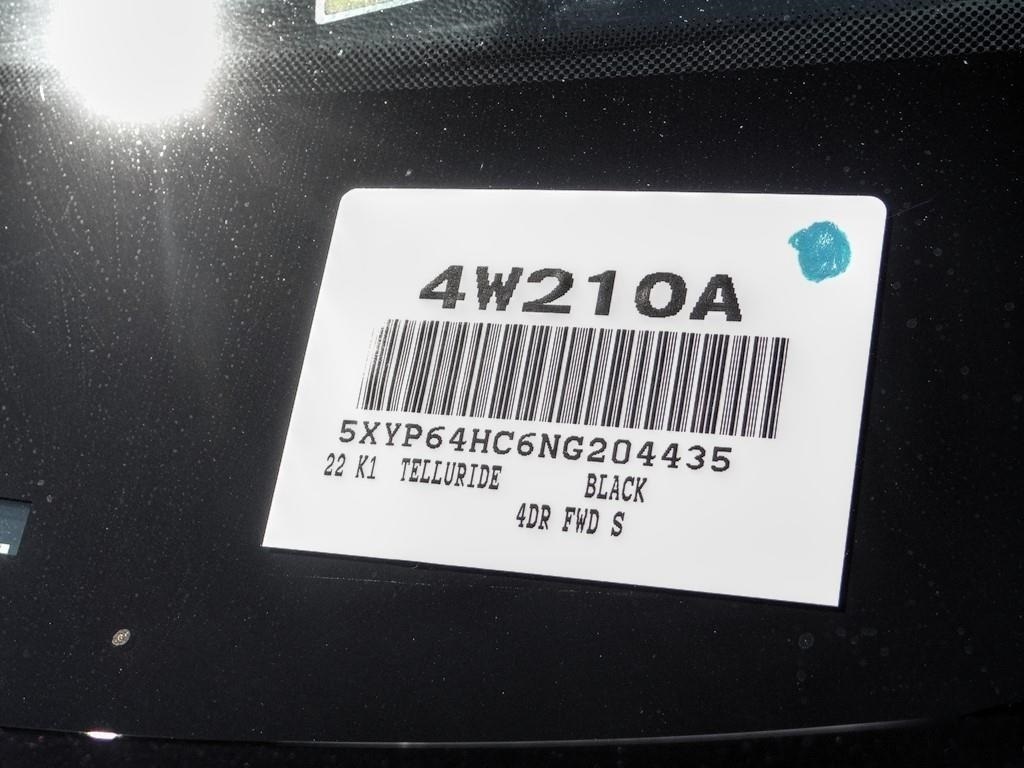 4W210A
5XYP64HC6NG204435
22 K1 TELLURIDE BLACK
4DR FWD S